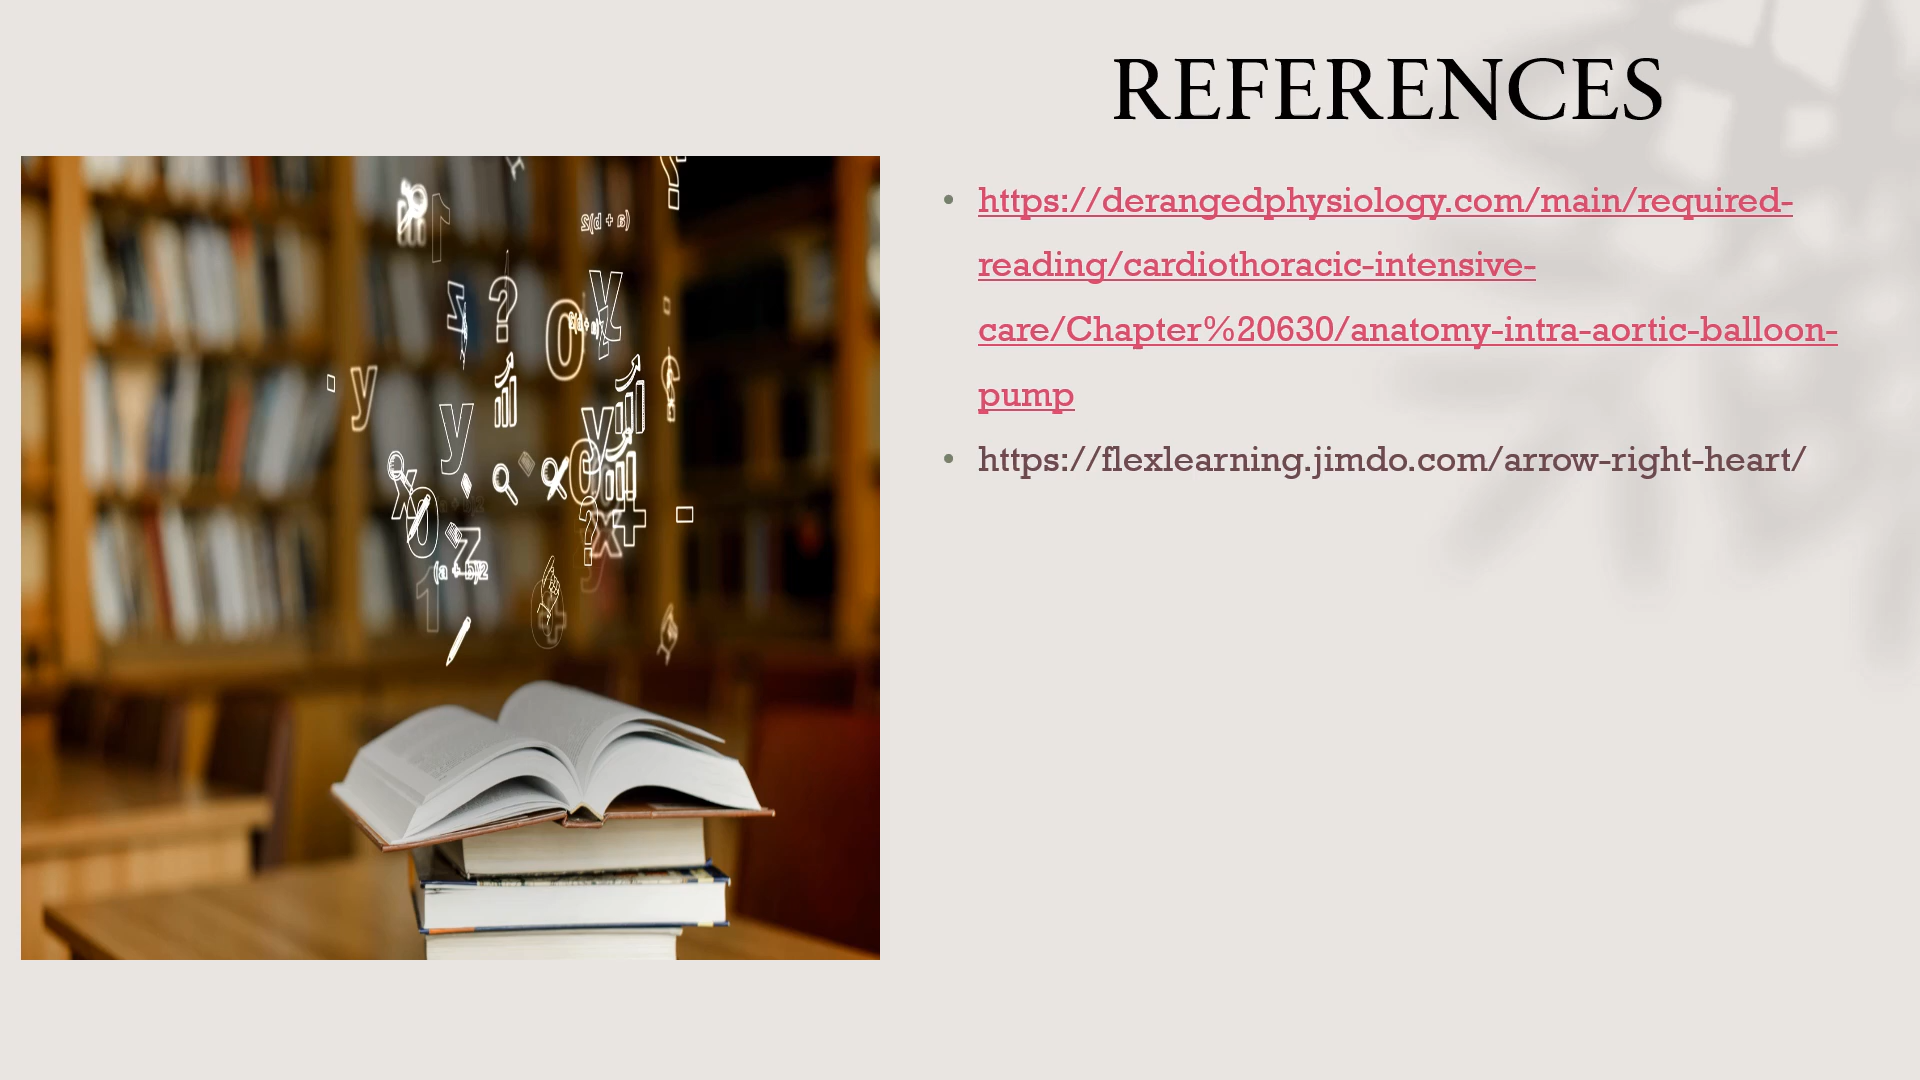 REFERENCES
• https://derangedphysiology.com/main/required-
reading/cardiothoracic-intensive-
care/Chapter%20630/anatomy-intra-aortic-balloon-
pump
• https://flexlearning.jimdo.com/arrow-right-heart/